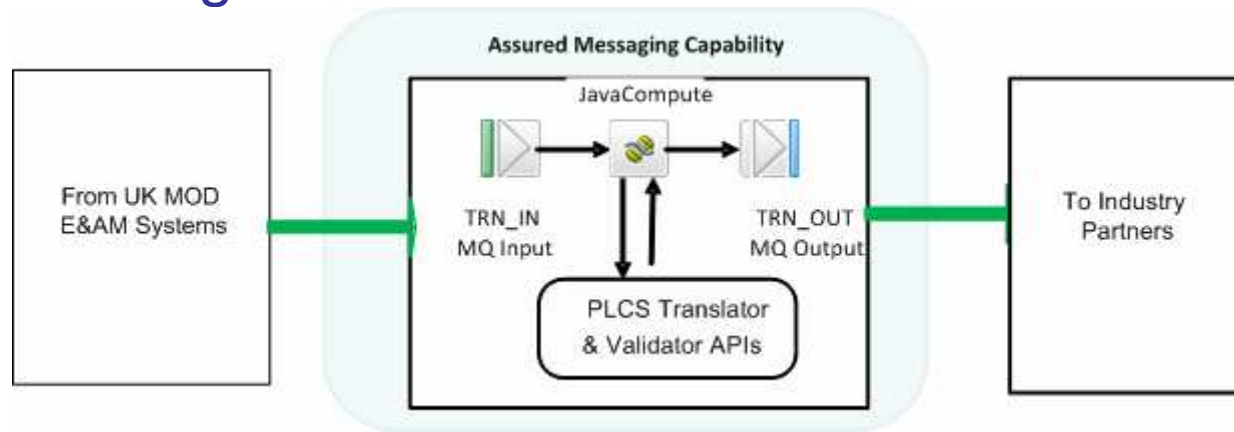 Assured Messaging Capability
JavaCompute
From UK MOD
E&AM Systems
TRN_IN
MQ Input
TRN_OUT
MQ Output
PLCS Translator
& Validator APIs
To Industry
Partners